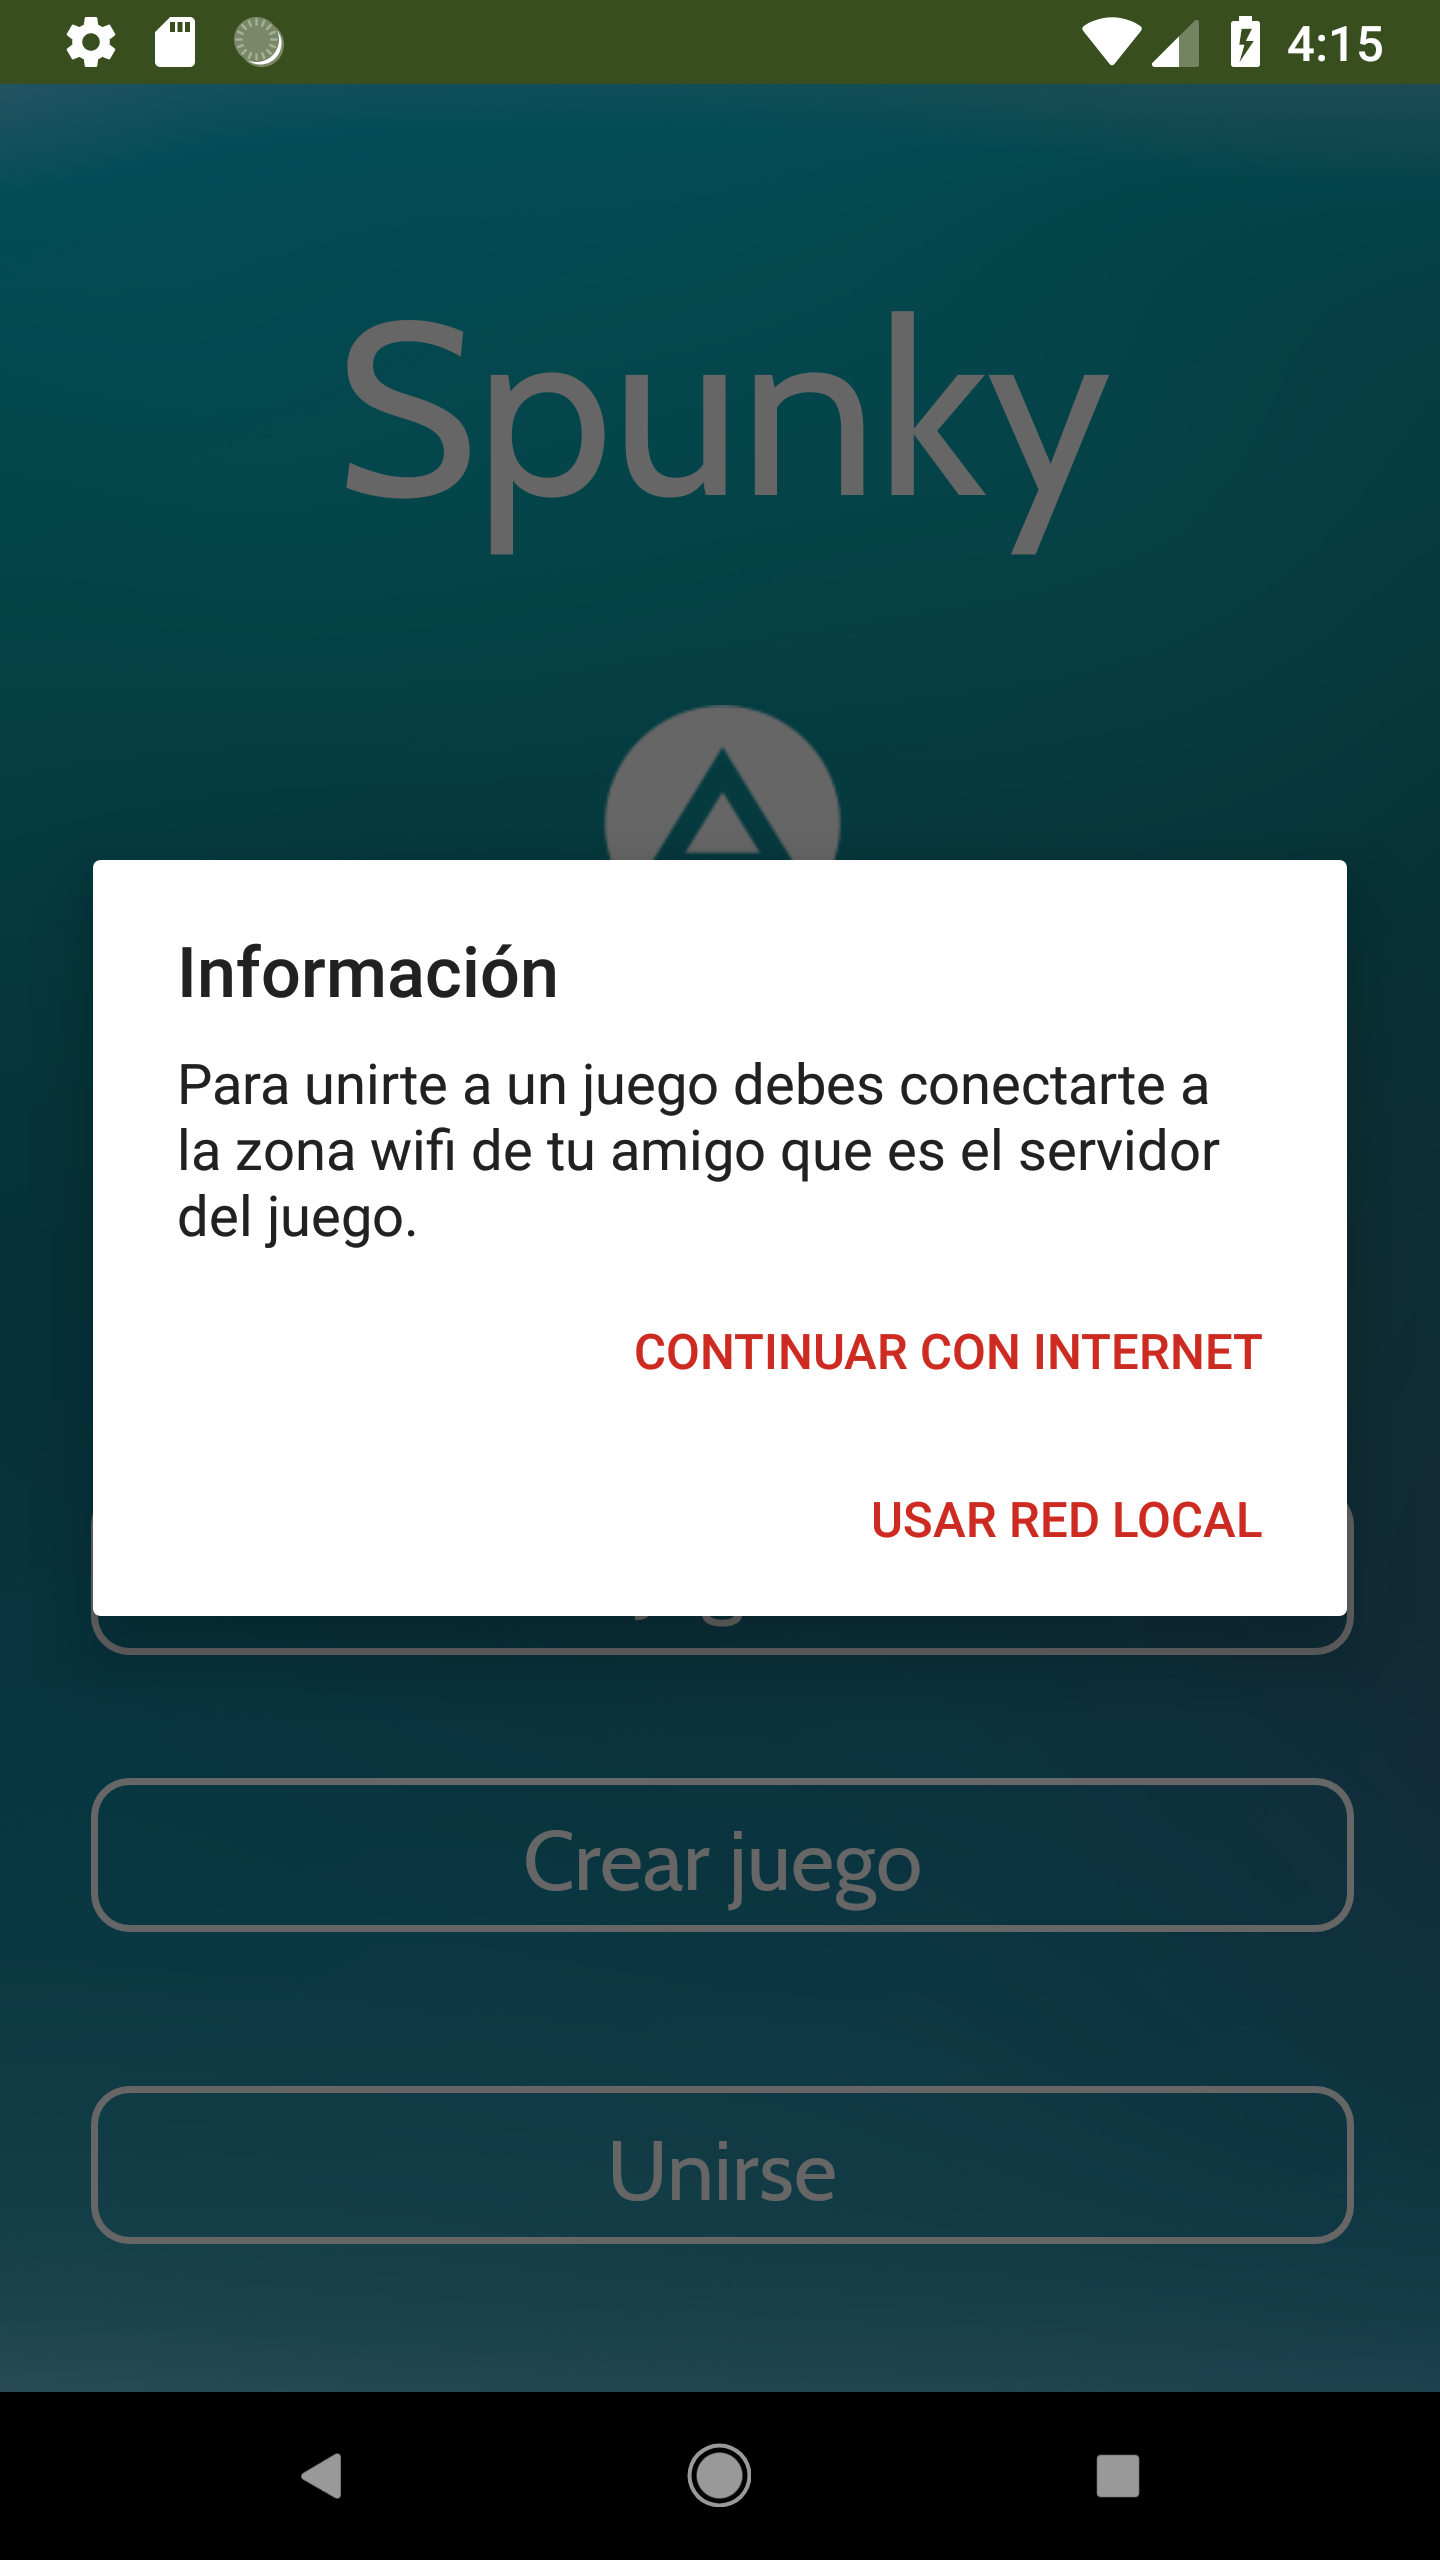 4:15
Spunky
Información
Para unirte a un juego debes conectarte a
la zona wifi de tu amigo que es el servidor
del juego.
CONTINUAR CON INTERNET
USAR RED LOCAL
Crear juego
Unirse